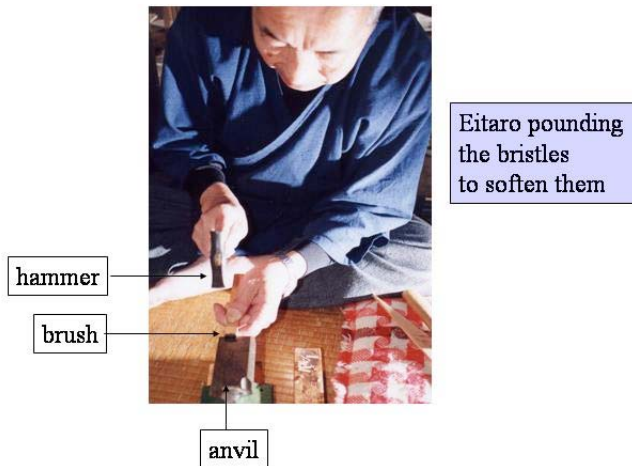 Eitaro pounding
the bristles
to soften them
hammer
brush
anvil